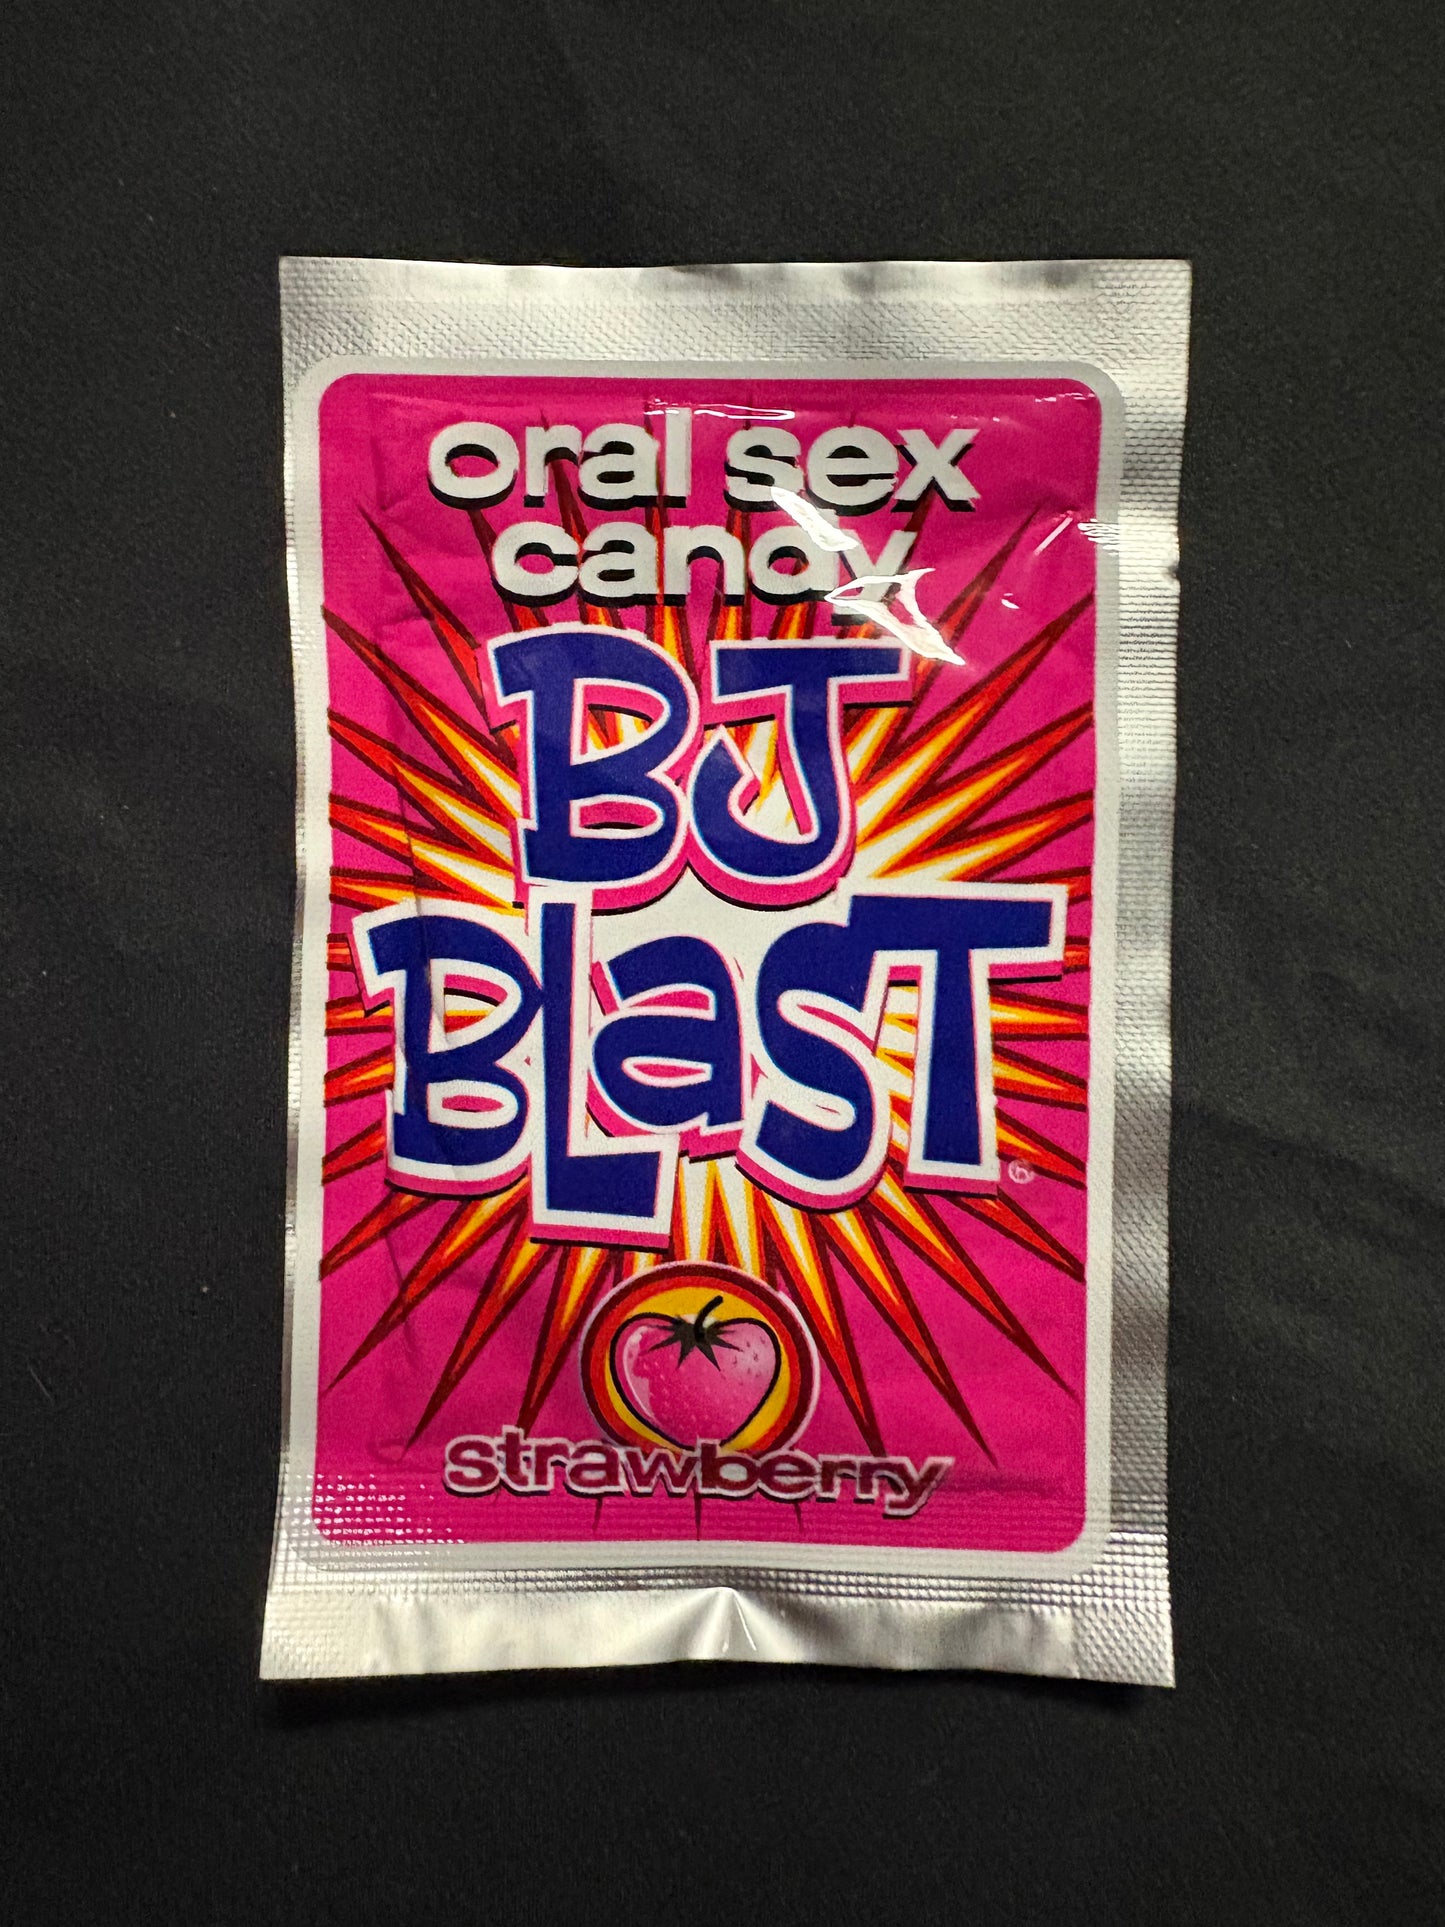 oral sex
candy
BJ
BLaST®
strawberry